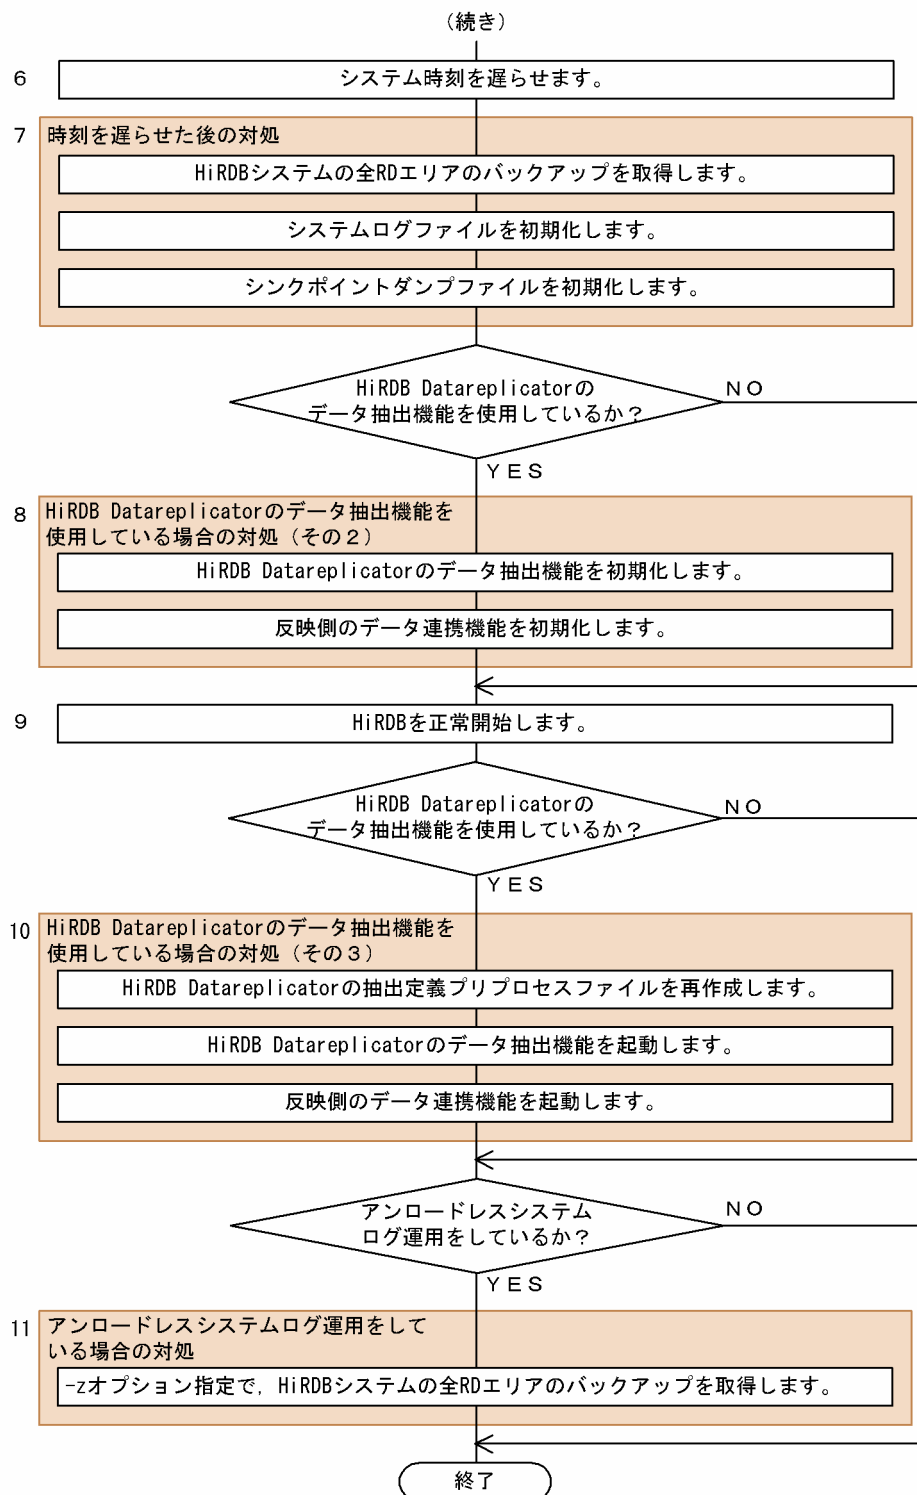 (続き)
6
システム時刻を遅らせます。
7
時刻を遅らせた後の対処
HiRDBシステムの全RDエリアのバックアップを取得します。
システムログファイルを初期化します。
シンクポイントダンプファイルを初期化します。
HiRDB Datareplicatorの
データ抽出機能を使用しているか?
NO
YES
8
HiRDB Datareplicatorのデータ抽出機能を
使用している場合の対処(その2)
HiRDB Datareplicatorのデータ抽出機能を初期化します。
反映側のデータ連携機能を初期化します。
9
HiRDBを正常開始します。
HiRDB Datareplicatorの
データ抽出機能を使用しているか?
NO
YES
10
HiRDB Datareplicatorのデータ抽出機能を
使用している場合の対処(その3)
HiRDB Datareplicatorの抽出定義プリプロセスファイルを再作成します。
HiRDB Datareplicatorのデータ抽出機能を起動します。
反映側のデータ連携機能を起動します。
アンロードレスシステム
ログ運用をしているか?
NO
YES
11
アンロードレスシステムログ運用をして
いる場合の対処
-zオプション指定で,HiRDBシステムの全RDエリアのバックアップを取得します。
終了